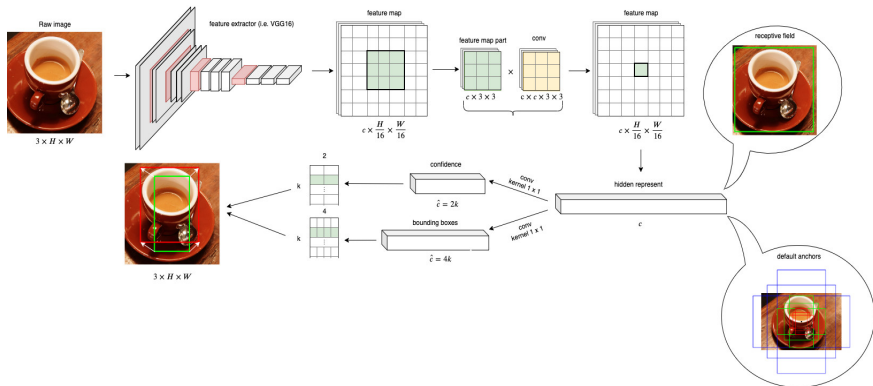 Raw image
feature extractor (i.e. VGG16)
feature map
feature map part
conv
feature map
receptive field
×
c × 3 × 3
c × c × 3 × 3
3 × H × W
c × H/16 × W/16
c × H/16 × W/16
2
confidence
conv
kernel 1 x 1
hidden represent
k
ĉ = 2k
4
bounding boxes
conv
kernel 1 x 1
c
k
ĉ = 4k
default anchors
3 × H × W